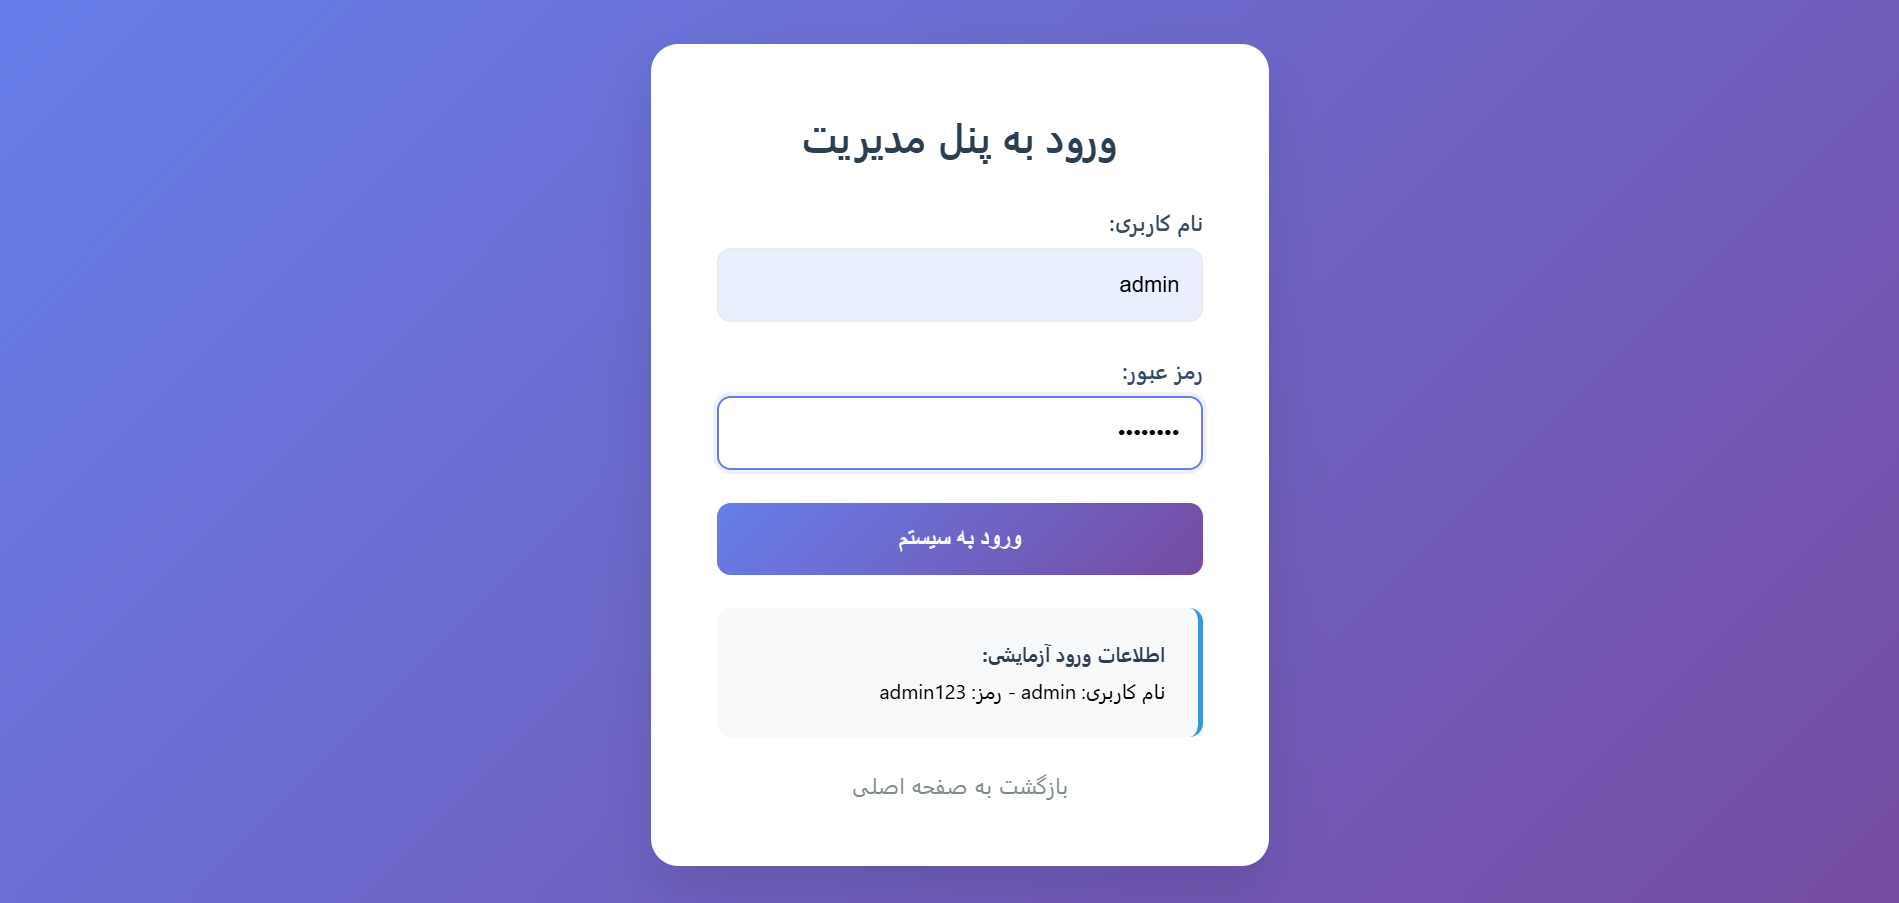 ورود به پنل مدیریت
نام کاربری:
admin
رمز عبور:
••••••••
ورود به سیستم
اطلاعات ورود آزمایشی:
نام کاربری: admin - رمز: admin123
بازگشت به صفحه اصلی